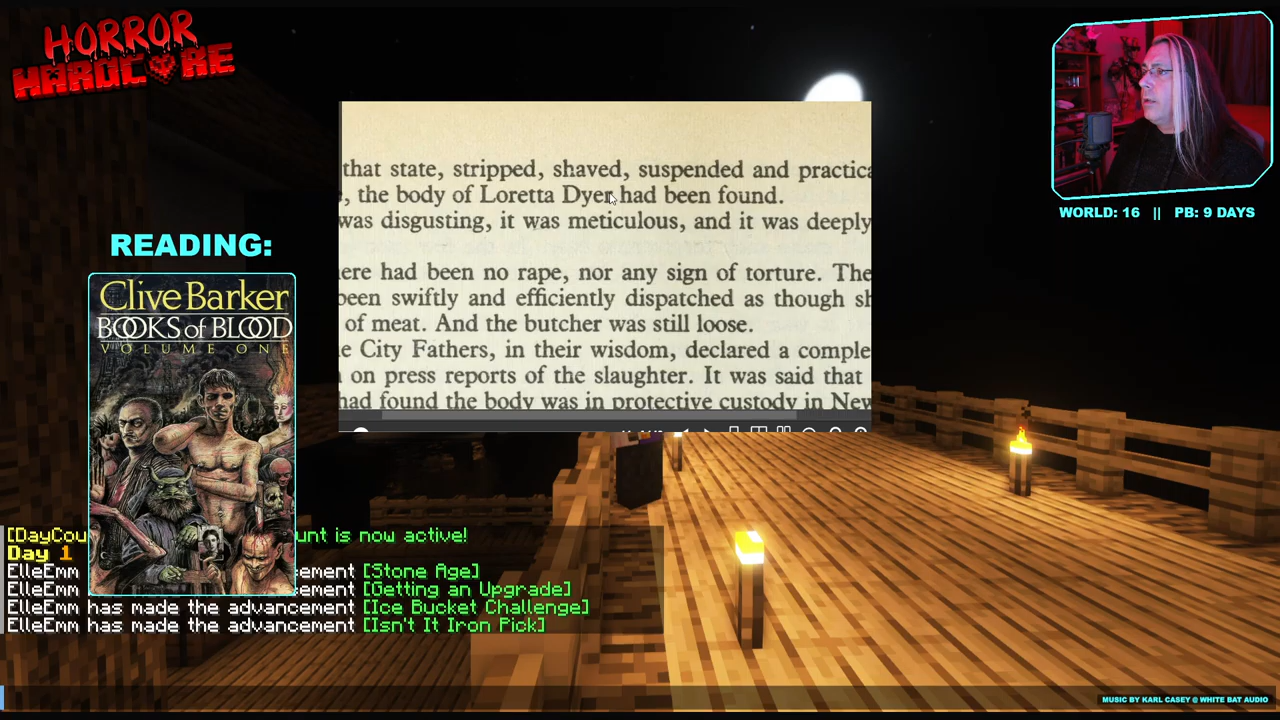 HORROR
HARDCORE
WORLD: 16 || PB: 9 DAYS
READING:
Clive Barker
BOOKS of BLOOD
VOLUME ONE
that state, stripped, shaved, suspended and practica
, the body of Loretta Dyer had been found.
was disgusting, it was meticulous, and it was deeply
ere had been no rape, nor any sign of torture. The
been swiftly and efficiently dispatched as though sh
of meat. And the butcher was still loose.
e City Fathers, in their wisdom, declared a comple
on press reports of the slaughter. It was said that
had found the body was in protective custody in New
[DayCou unt is now active!
Day 1
ElleEmm ement [Stone Age]
ElleEmm ement [Getting an Upgrade]
ElleEmm has made the advancement [Ice Bucket Challenge]
ElleEmm has made the advancement [Isn't It Iron Pick]
MUSIC BY KARL CASEY @ WHITE BAT AUDIO